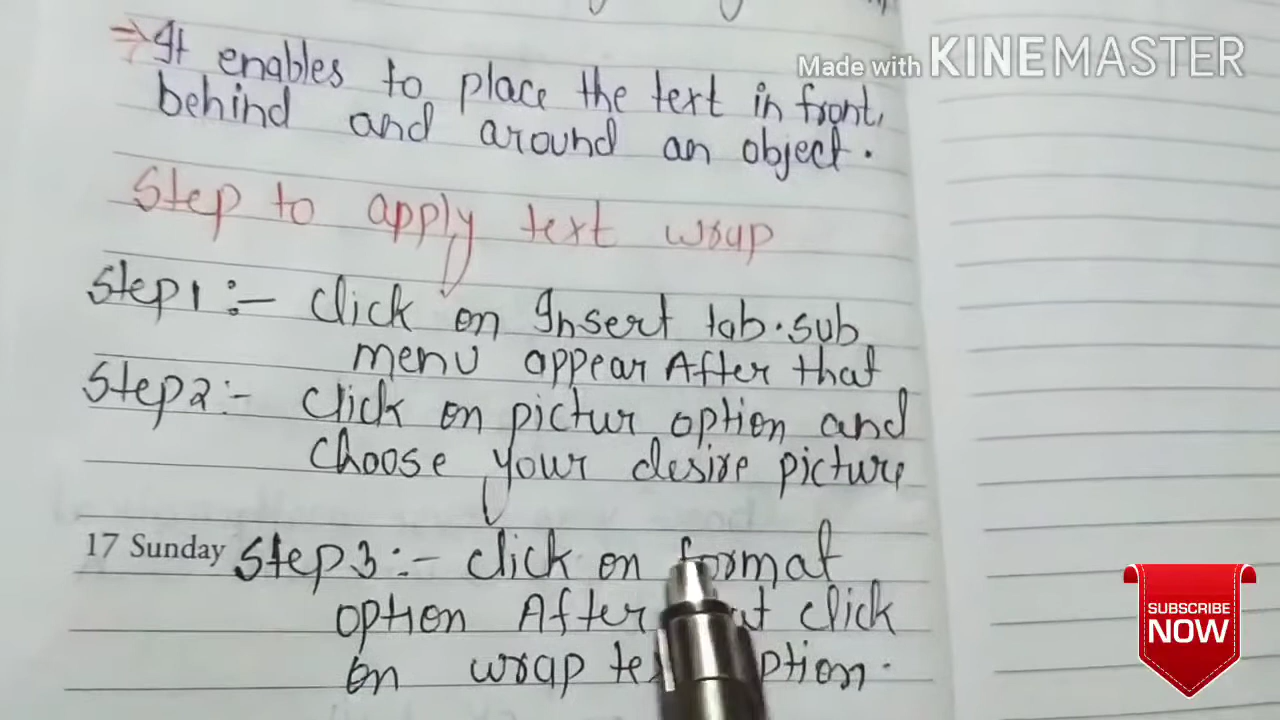 ⇒ It enables to place the text in front,
behind and around an object.
Step to apply text wrap
Step1:- Click on Insert tab. sub
menu appear After that
Step2:- Click on pictur option and
Choose your desire picture
17 Sunday Step3:- Click on format
option After click
on wrap option.
Made with KINEMASTER
SUBSCRIBE
NOW